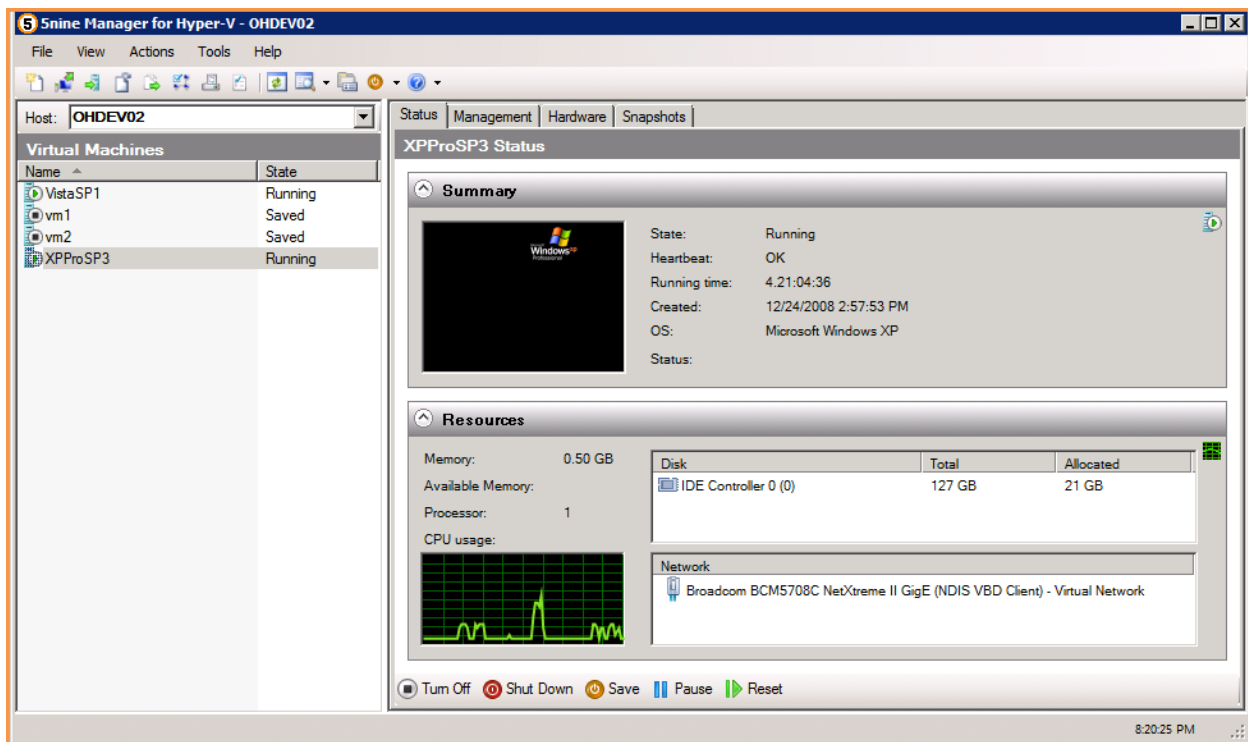 5nine Manager for Hyper-V - OHDEV02
File View Actions Tools Help
Host: OHDEV02
Virtual Machines
Name State
VistaSP1 Running
vm1 Saved
vm2 Saved
XPProSP3 Running
Status Management Hardware Snapshots
XPProSP3 Status
Summary
Windows xp
Professional
State: Running
Heartbeat: OK
Running time: 4.21:04:36
Created: 12/24/2008 2:57:53 PM
OS: Microsoft Windows XP
Status:
Resources
Memory: 0.50 GB
Available Memory:
Processor: 1
CPU usage:
Disk Total Allocated
IDE Controller 0 (0) 127 GB 21 GB
Network
Broadcom BCM5708C NetXtreme II GigE (NDIS VBD Client) - Virtual Network
Turn Off Shut Down Save Pause Reset
8:20:25 PM